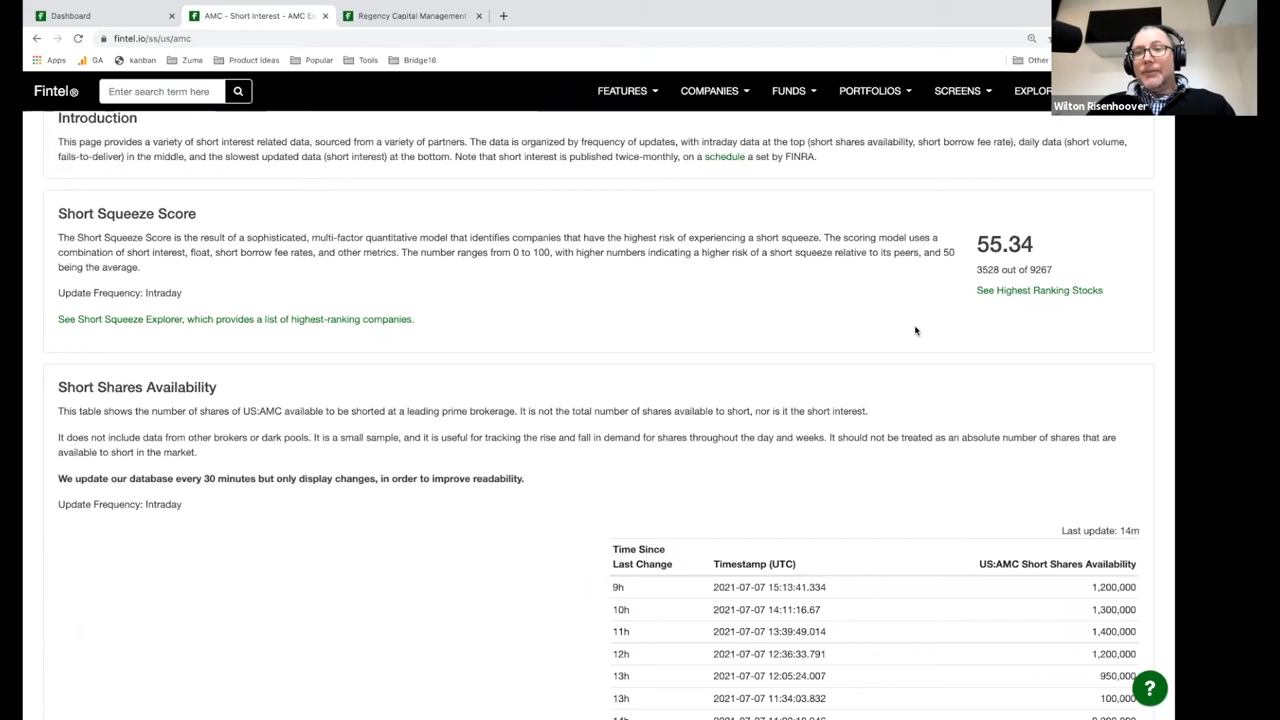 Dashboard
AMC - Short Interest - AMC E
Regency Capital Management
fintel.io/ss/us/amc
Apps GA kanban Zuma Product Ideas Popular Tools Bridge18 Other
Fintel
Enter search term here
FEATURES COMPANIES FUNDS PORTFOLIOS SCREENS EXPLOR
Wilton Risenhoover
Introduction
This page provides a variety of short interest related data, sourced from a variety of partners. The data is organized by frequency of updates, with intraday data at the top (short shares availability, short borrow fee rate), daily data (short volume,
fails-to-deliver) in the middle, and the slowest updated data (short interest) at the bottom. Note that short interest is published twice-monthly, on a schedule a set by FINRA.
Short Squeeze Score
The Short Squeeze Score is the result of a sophisticated, multi-factor quantitative model that identifies companies that have the highest risk of experiencing a short squeeze. The scoring model uses a
combination of short interest, float, short borrow fee rates, and other metrics. The number ranges from 0 to 100, with higher numbers indicating a higher risk of a short squeeze relative to its peers, and 50
being the average.
Update Frequency: Intraday
See Short Squeeze Explorer, which provides a list of highest-ranking companies.
55.34
3528 out of 9267
See Highest Ranking Stocks
Short Shares Availability
This table shows the number of shares of US:AMC available to be shorted at a leading prime brokerage. It is not the total number of shares available to short, nor is it the short interest.
It does not include data from other brokers or dark pools. It is a small sample, and it is useful for tracking the rise and fall in demand for shares throughout the day and weeks. It should not be treated as an absolute number of shares that are
available to short in the market.
We update our database every 30 minutes but only display changes, in order to improve readability.
Update Frequency: Intraday
Last update: 14m
Time Since
Last Change Timestamp (UTC) US:AMC Short Shares Availability
9h 2021-07-07 15:13:41.334 1,200,000
10h 2021-07-07 14:11:16.67 1,300,000
11h 2021-07-07 13:39:49.014 1,400,000
12h 2021-07-07 12:36:33.791 1,200,000
13h 2021-07-07 12:05:24.007 950,000
13h 2021-07-07 11:34:03.832 100,000
?